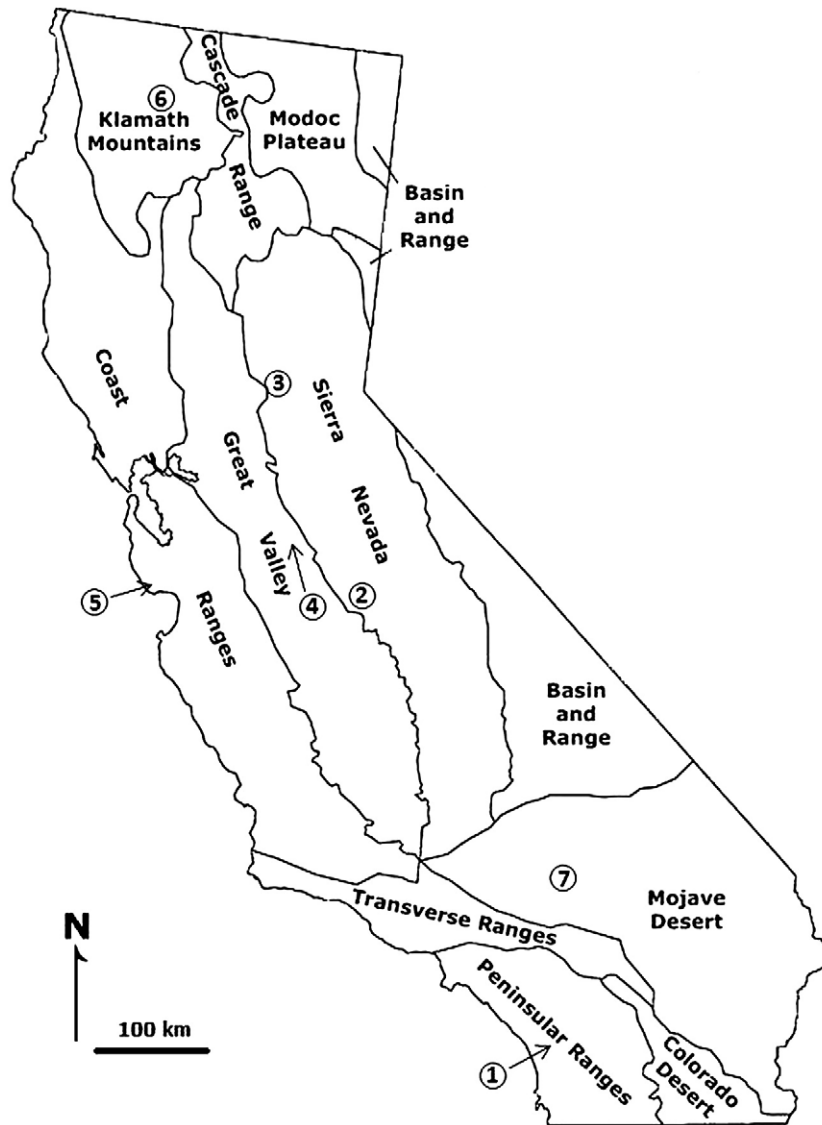 Cascade
Range
⑥
Klamath
Mountains
Modoc
Plateau
Basin
and
Range
Coast
Ranges
③
Sierra
Nevada
Great
Valley
⑤
④
②
Basin
and
Range
⑦
Mojave
Desert
Transverse Ranges
N
100 km
Peninsular Ranges
①
Colorado
Desert